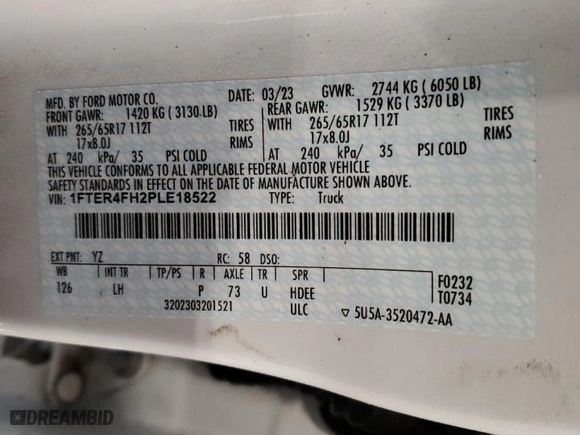 MFD. BY FORD MOTOR CO. DATE: 03/23 GVWR: 2744 KG ( 6050 LB)
FRONT GAWR: 1420 KG ( 3130 LB) REAR GAWR: 1529 KG ( 3370 LB)
WITH 265/65R17 112T TIRES WITH 265/65R17 112T TIRES
17x8.0J RIMS 17x8.0J RIMS
AT 240 kPa/ 35 PSI COLD AT 240 kPa/ 35 PSI COLD
THIS VEHICLE CONFORMS TO ALL APPLICABLE FEDERAL MOTOR VEHICLE
SAFETY STANDARDS IN EFFECT ON THE DATE OF MANUFACTURE SHOWN ABOVE.
VIN: 1FTER4FH2PLE18522 TYPE: Truck
EXT PNT: YZ RC: 58 DSO:
WB INT TR TP/PS R AXLE TR SPR
126 LH P 73 U HDEE
ULC
F0232
T0734
3202303201521
5U5A-3520472-AA
DREAMBID